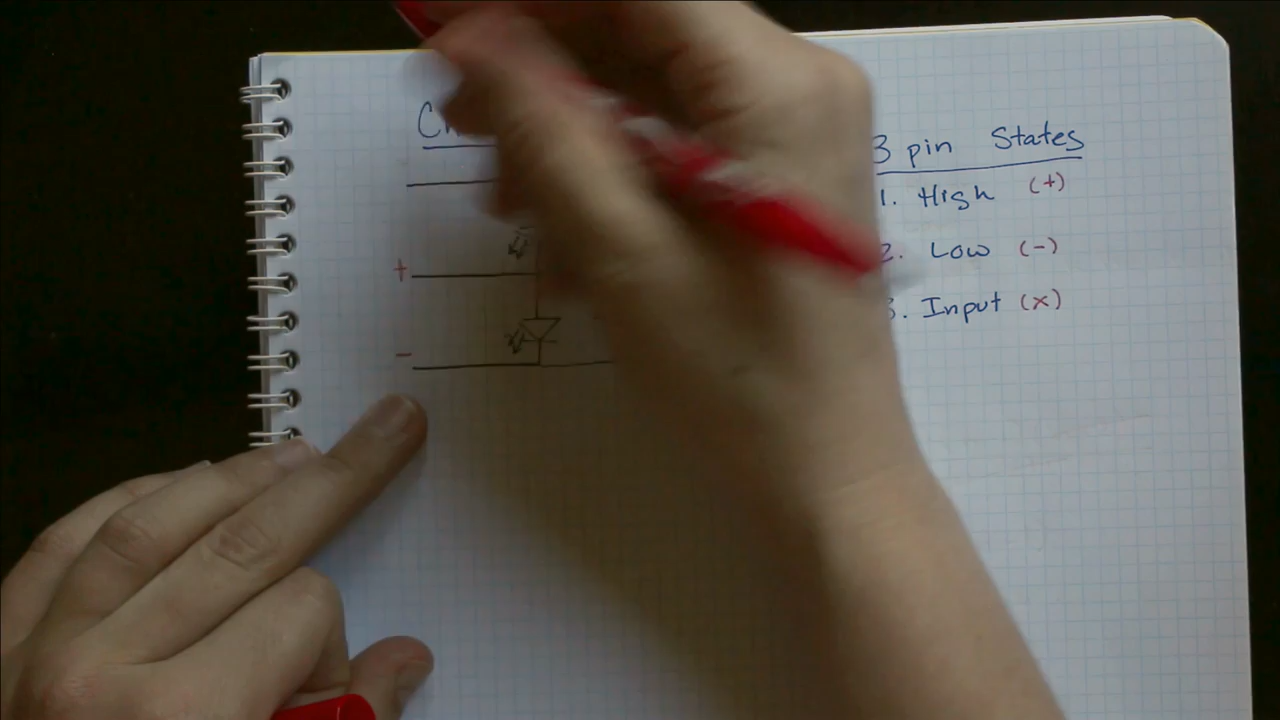 3 pin States
1. High (+)
2. Low (-)
3. Input (x)
+
-